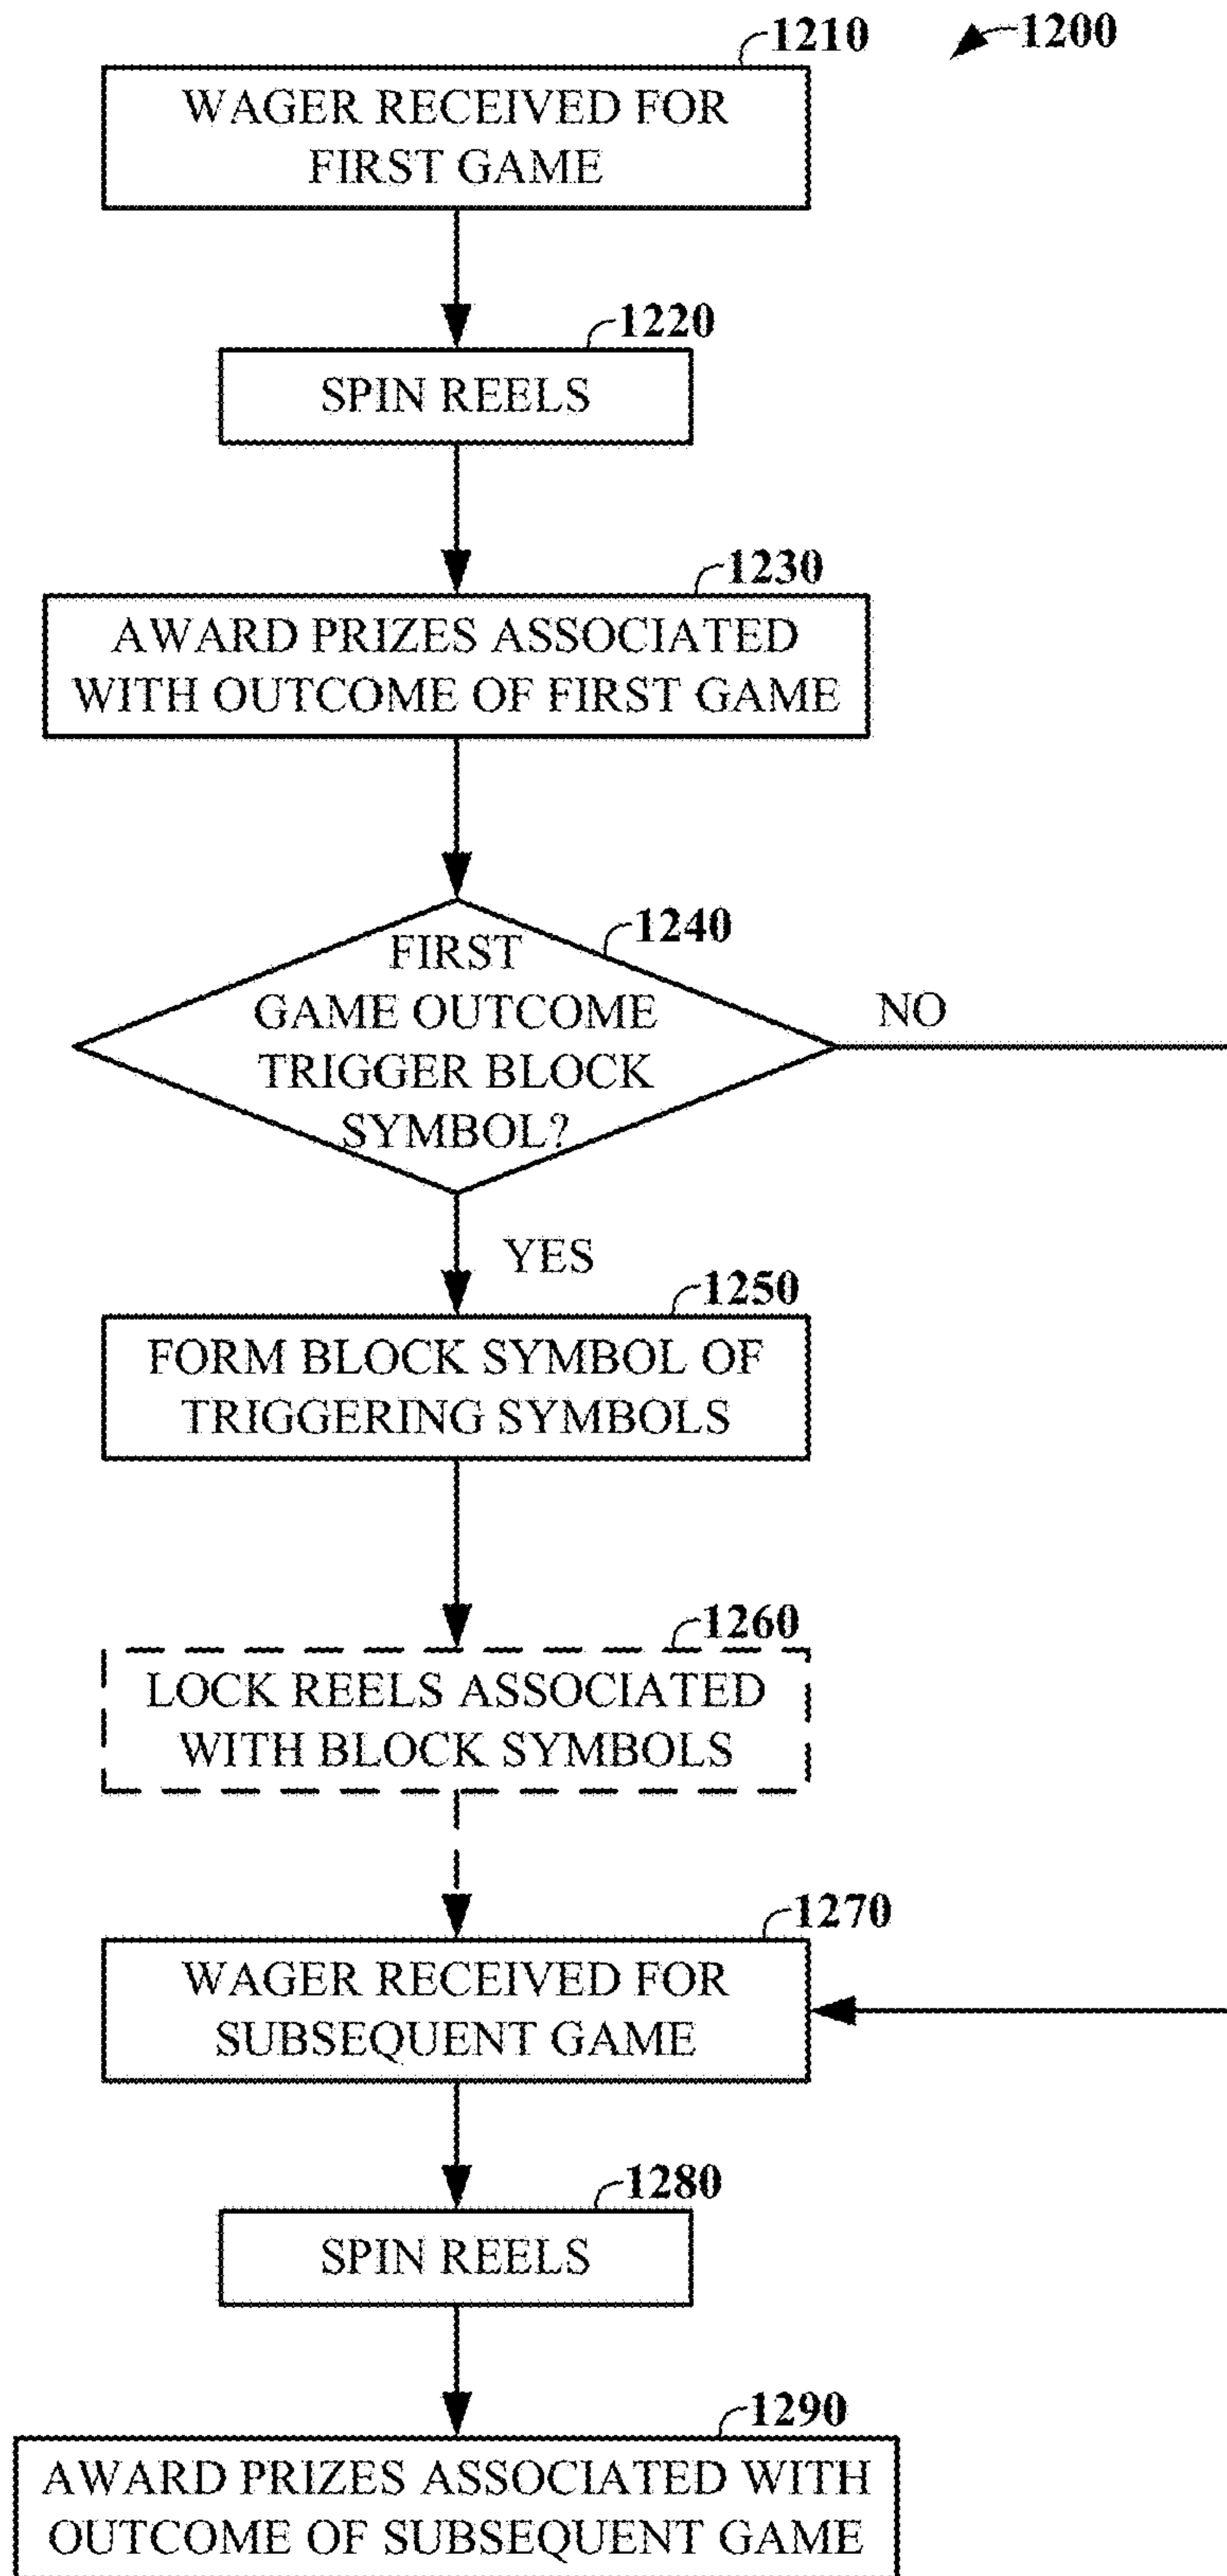 1210
1200
WAGER RECEIVED FOR
FIRST GAME
1220
SPIN REELS
1230
AWARD PRIZES ASSOCIATED
WITH OUTCOME OF FIRST GAME
1240
FIRST
GAME OUTCOME
TRIGGER BLOCK
SYMBOL?
NO
YES
1250
FORM BLOCK SYMBOL OF
TRIGGERING SYMBOLS
1260
LOCK REELS ASSOCIATED
WITH BLOCK SYMBOLS
1270
WAGER RECEIVED FOR
SUBSEQUENT GAME
1280
SPIN REELS
1290
AWARD PRIZES ASSOCIATED WITH
OUTCOME OF SUBSEQUENT GAME